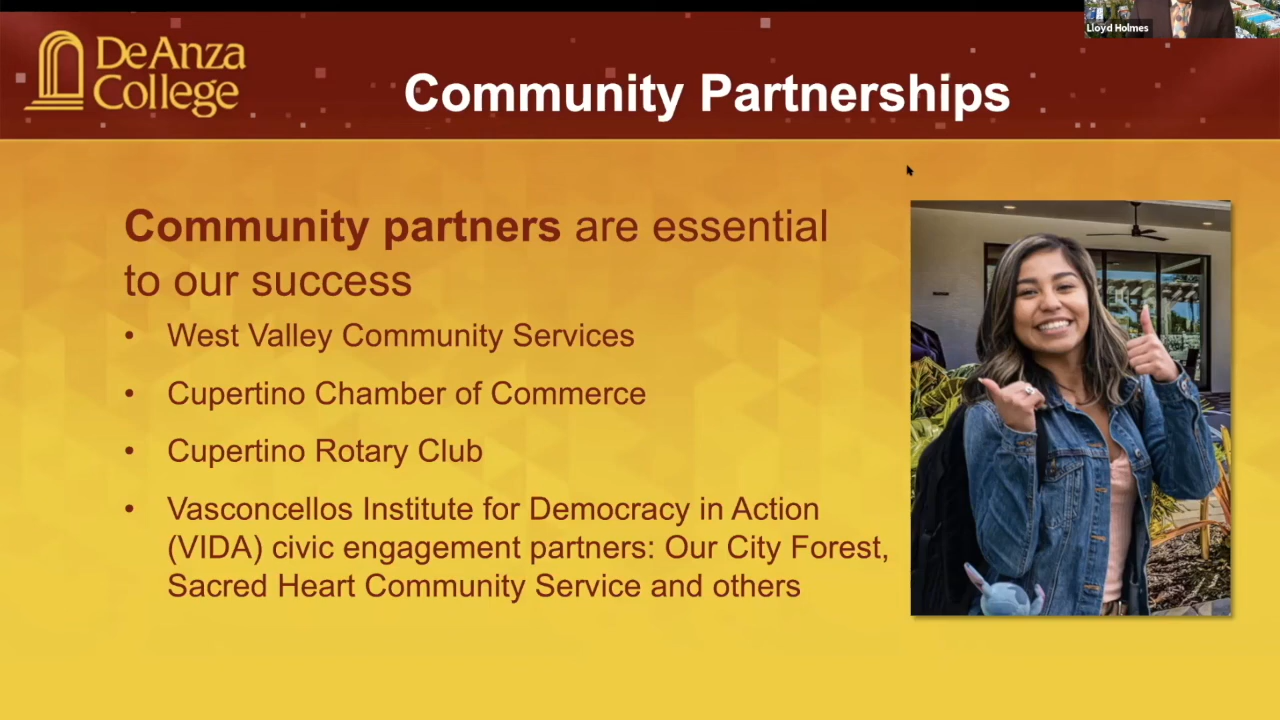 Lloyd Holmes
DeAnza
College
Community Partnerships
Community partners are essential
to our success
• West Valley Community Services
• Cupertino Chamber of Commerce
• Cupertino Rotary Club
• Vasconcellos Institute for Democracy in Action
(VIDA) civic engagement partners: Our City Forest,
Sacred Heart Community Service and others